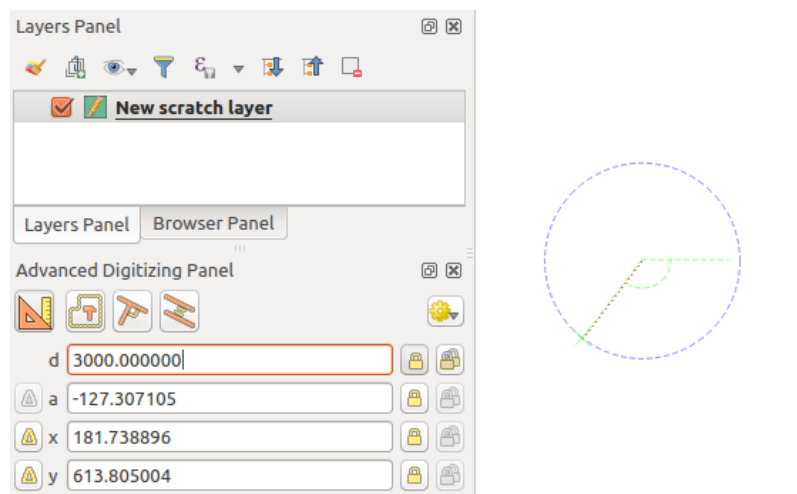 Layers Panel
New scratch layer
Layers Panel Browser Panel
Advanced Digitizing Panel
d 3000.000000
a -127.307105
x 181.738896
y 613.805004